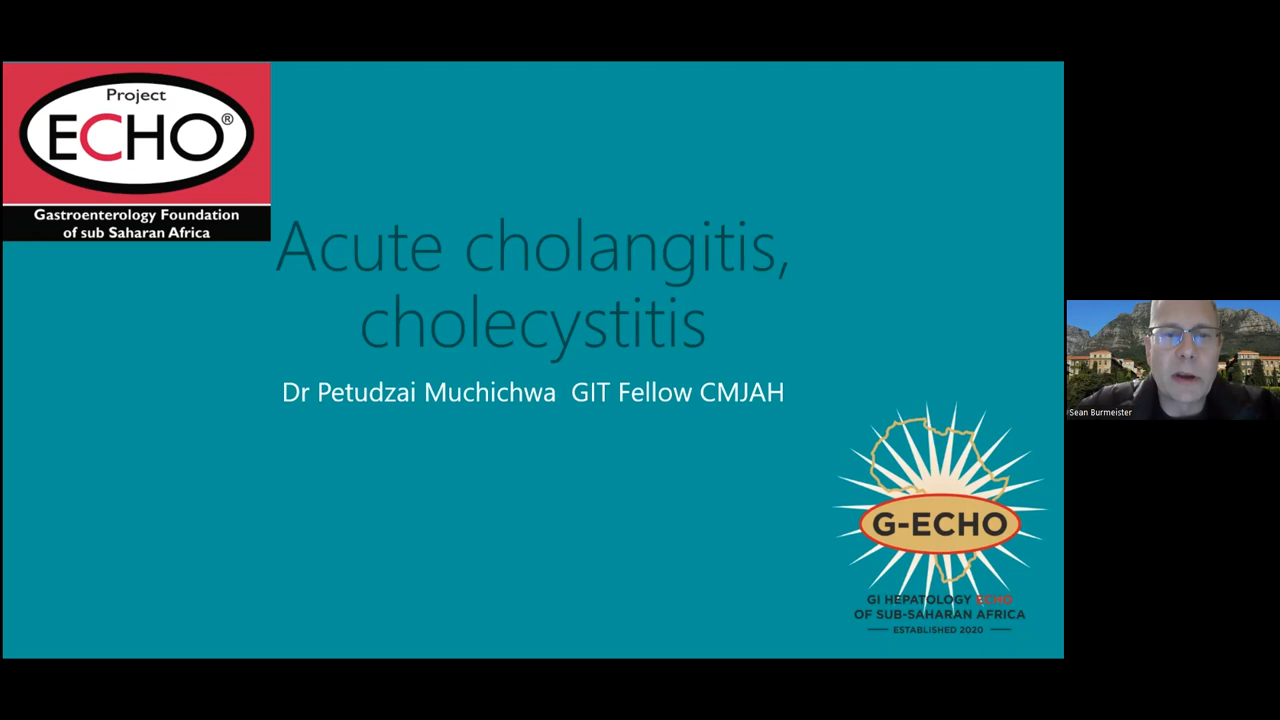 Project
ECHO®
Gastroenterology Foundation
of sub Saharan Africa
Acute cholangitis,
cholecystitis
Dr Petudzai Muchichwa GIT Fellow CMJAH
G-ECHO
GI HEPATOLOGY ECHO
OF SUB-SAHARAN AFRICA
ESTABLISHED 2020
Sean Burmeister